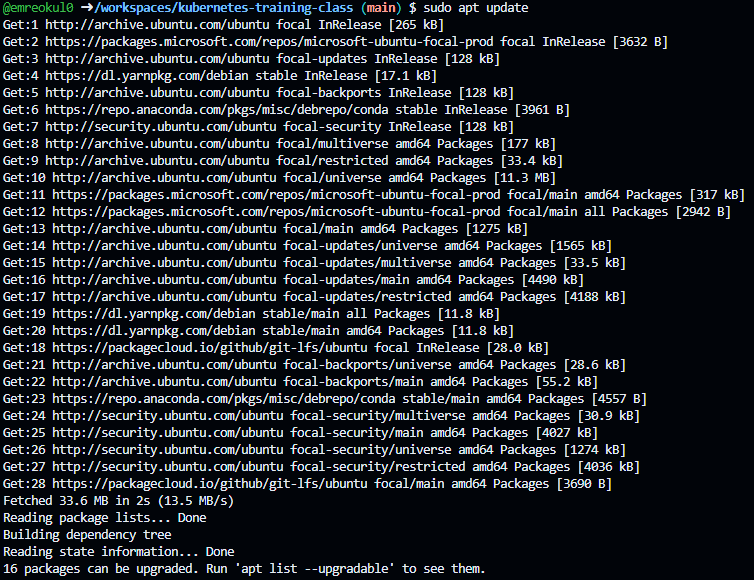 @emreokul0 ➜/workspaces/kubernetes-training-class (main) $ sudo apt update
Get:1 http://archive.ubuntu.com/ubuntu focal InRelease [265 kB]
Get:2 https://packages.microsoft.com/repos/microsoft-ubuntu-focal-prod focal InRelease [3632 B]
Get:3 http://archive.ubuntu.com/ubuntu focal-updates InRelease [128 kB]
Get:4 https://dl.yarnpkg.com/debian stable InRelease [17.1 kB]
Get:5 http://archive.ubuntu.com/ubuntu focal-backports InRelease [128 kB]
Get:6 https://repo.anaconda.com/pkgs/misc/debrepo/conda stable InRelease [3961 B]
Get:7 http://security.ubuntu.com/ubuntu focal-security InRelease [128 kB]
Get:8 http://archive.ubuntu.com/ubuntu focal/multiverse amd64 Packages [177 kB]
Get:9 http://archive.ubuntu.com/ubuntu focal/restricted amd64 Packages [33.4 kB]
Get:10 http://archive.ubuntu.com/ubuntu focal/universe amd64 Packages [11.3 MB]
Get:11 https://packages.microsoft.com/repos/microsoft-ubuntu-focal-prod focal/main amd64 Packages [317 kB]
Get:12 https://packages.microsoft.com/repos/microsoft-ubuntu-focal-prod focal/main all Packages [2942 B]
Get:13 http://archive.ubuntu.com/ubuntu focal/main amd64 Packages [1275 kB]
Get:14 http://archive.ubuntu.com/ubuntu focal-updates/universe amd64 Packages [1565 kB]
Get:15 http://archive.ubuntu.com/ubuntu focal-updates/multiverse amd64 Packages [33.5 kB]
Get:16 http://archive.ubuntu.com/ubuntu focal-updates/main amd64 Packages [4490 kB]
Get:17 http://archive.ubuntu.com/ubuntu focal-updates/restricted amd64 Packages [4188 kB]
Get:19 https://dl.yarnpkg.com/debian stable/main all Packages [11.8 kB]
Get:20 https://dl.yarnpkg.com/debian stable/main amd64 Packages [11.8 kB]
Get:18 https://packagecloud.io/github/git-lfs/ubuntu focal InRelease [28.0 kB]
Get:21 http://archive.ubuntu.com/ubuntu focal-backports/universe amd64 Packages [28.6 kB]
Get:22 http://archive.ubuntu.com/ubuntu focal-backports/main amd64 Packages [55.2 kB]
Get:23 https://repo.anaconda.com/pkgs/misc/debrepo/conda stable/main amd64 Packages [4557 B]
Get:24 http://security.ubuntu.com/ubuntu focal-security/multiverse amd64 Packages [30.9 kB]
Get:25 http://security.ubuntu.com/ubuntu focal-security/main amd64 Packages [4027 kB]
Get:26 http://security.ubuntu.com/ubuntu focal-security/universe amd64 Packages [1274 kB]
Get:27 http://security.ubuntu.com/ubuntu focal-security/restricted amd64 Packages [4036 kB]
Get:28 https://packagecloud.io/github/git-lfs/ubuntu focal/main amd64 Packages [3690 B]
Fetched 33.6 MB in 2s (13.5 MB/s)
Reading package lists... Done
Building dependency tree
Reading state information... Done
16 packages can be upgraded. Run 'apt list --upgradable' to see them.